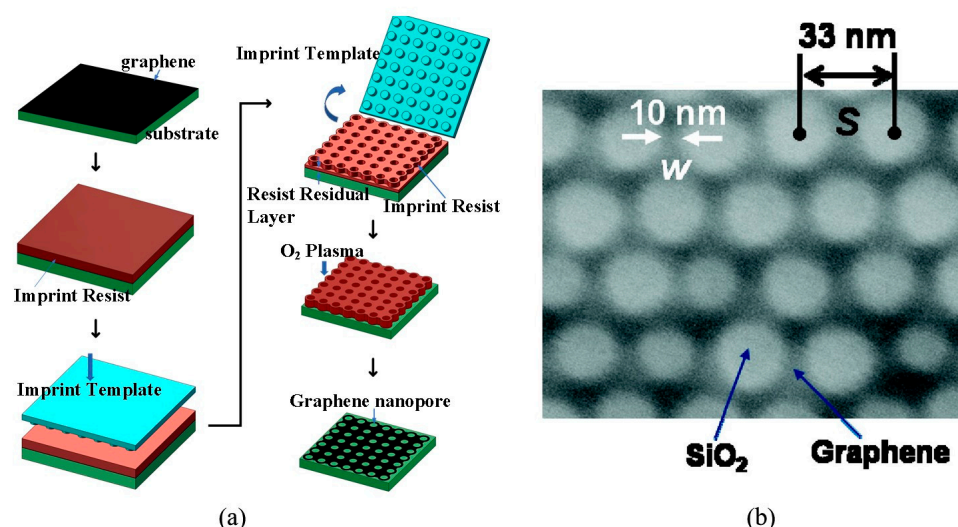 graphene
substrate
Imprint Resist
Imprint Template
Imprint Template
Resist Residual
Layer
Imprint Resist
O₂ Plasma
Graphene nanopore
(a)
33 nm
10 nm
S
w
SiO₂
Graphene
(b)